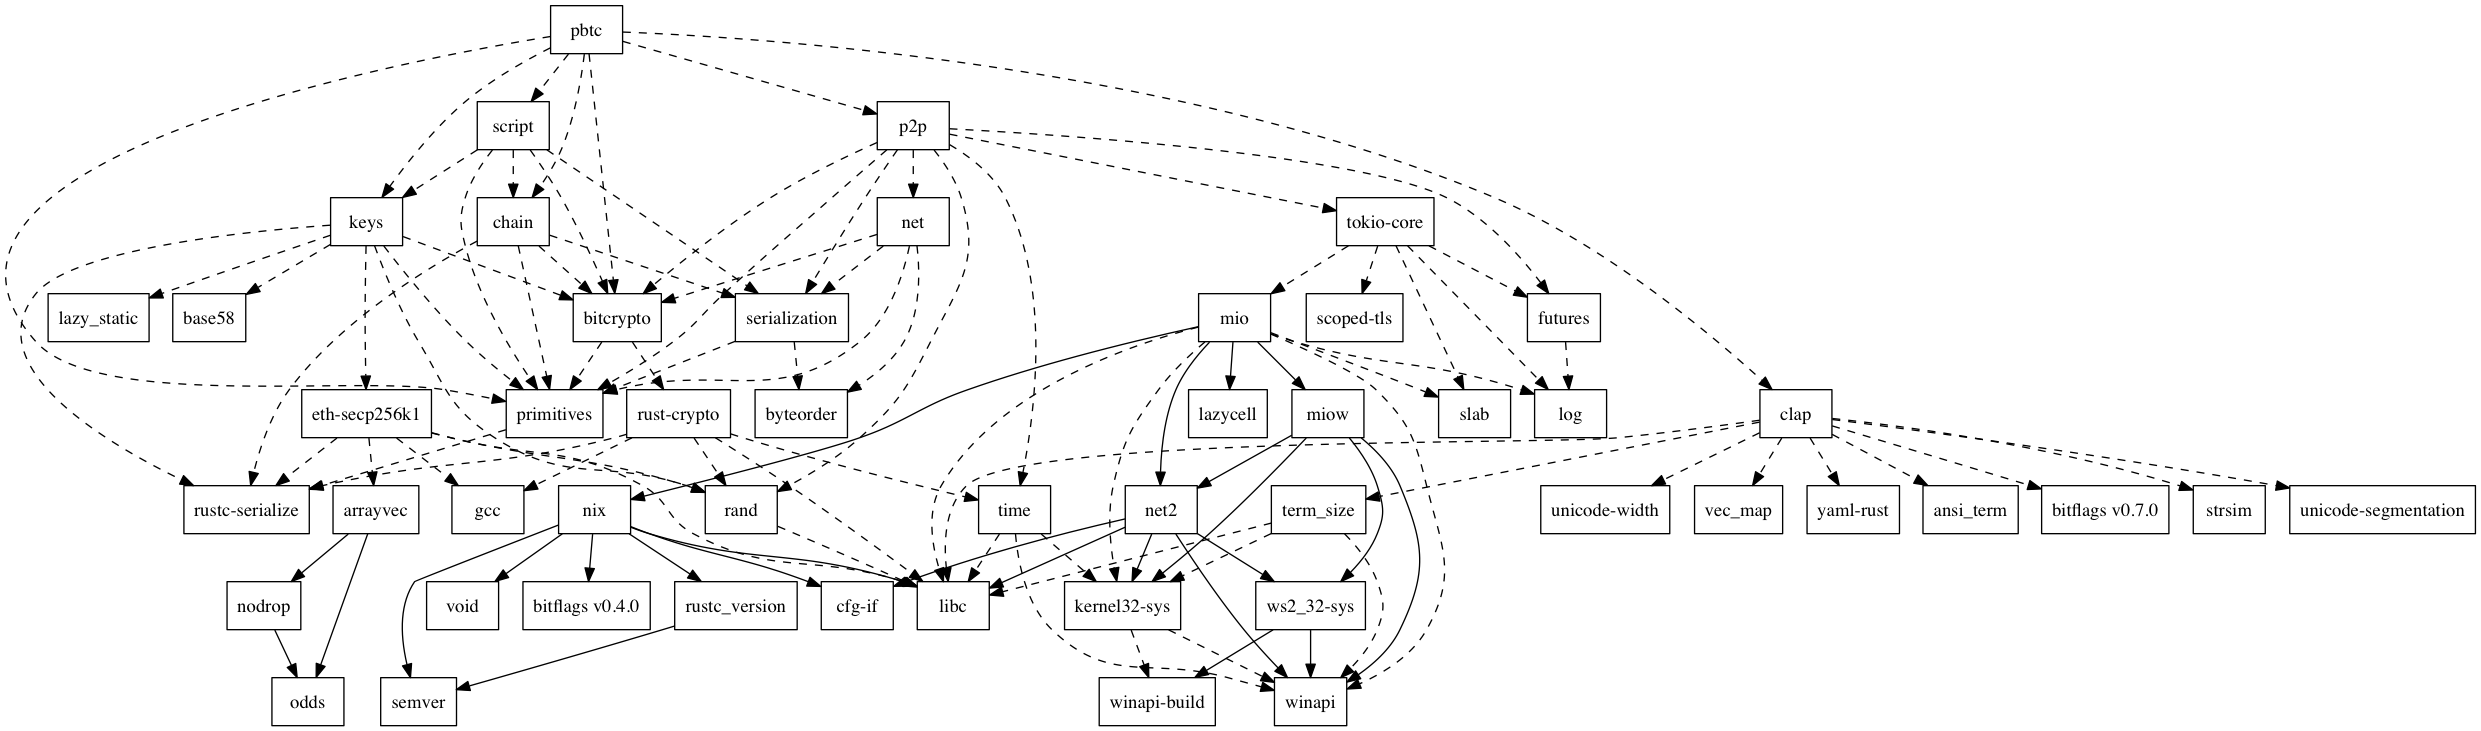 pbtc
script
p2p
keys
chain
net
tokio-core
lazy_static
base58
bitcrypto
serialization
mio
scoped-tls
futures
eth-secp256k1
primitives
rust-crypto
byteorder
lazycell
miow
slab
log
clap
rustc-serialize
arrayvec
gcc
nix
rand
time
net2
term_size
unicode-width
vec_map
yaml-rust
ansi_term
bitflags v0.7.0
strsim
unicode-segmentation
nodrop
void
bitflags v0.4.0
rustc_version
cfg-if
libc
kernel32-sys
ws2_32-sys
odds
semver
winapi-build
winapi